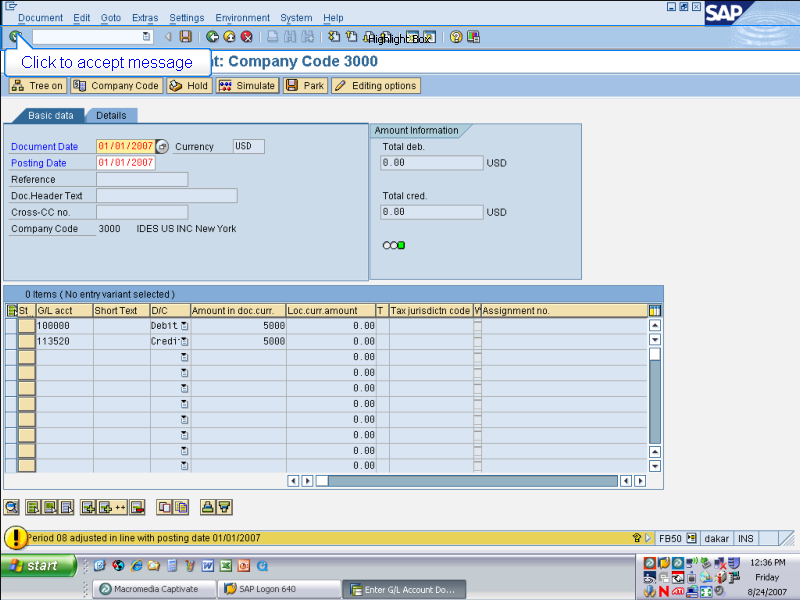 Document Edit Goto Extras Settings Environment System Help
SAP
Highlight Box
Click to accept message
t: Company Code 3000
Tree on Company Code Hold Simulate Park Editing options
Basic data Details
Amount Information
Document Date 01/01/2007 Currency USD
Posting Date 01/01/2007
Reference
Doc.Header Text
Cross-CC no.
Company Code 3000 IDES US INC New York
Total deb.
0.00 USD
Total cred.
0.00 USD
0 Items ( No entry variant selected )
St G/L acct Short Text D/C Amount in doc.curr. Loc.curr.amount T Tax jurisdictn code V Assignment no.
100000 Debit 5000 0.00
113520 Credi 5000 0.00
0.00
0.00
0.00
0.00
0.00
0.00
0.00
0.00
Period 08 adjusted in line with posting date 01/01/2007
FB50 dakar INS
start
Macromedia Captivate SAP Logon 640 Enter G/L Account Do...
12:36 PM
Friday
8/24/2007